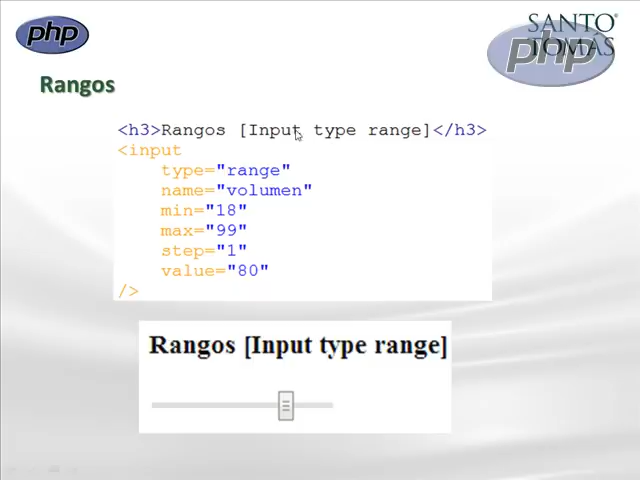 php
SANTO
TOMÁS
php
Rangos
<h3>Rangos [Input type range]</h3>
<input
type="range"
name="volumen"
min="18"
max="99"
step="1"
value="80"
/>
Rangos [Input type range]